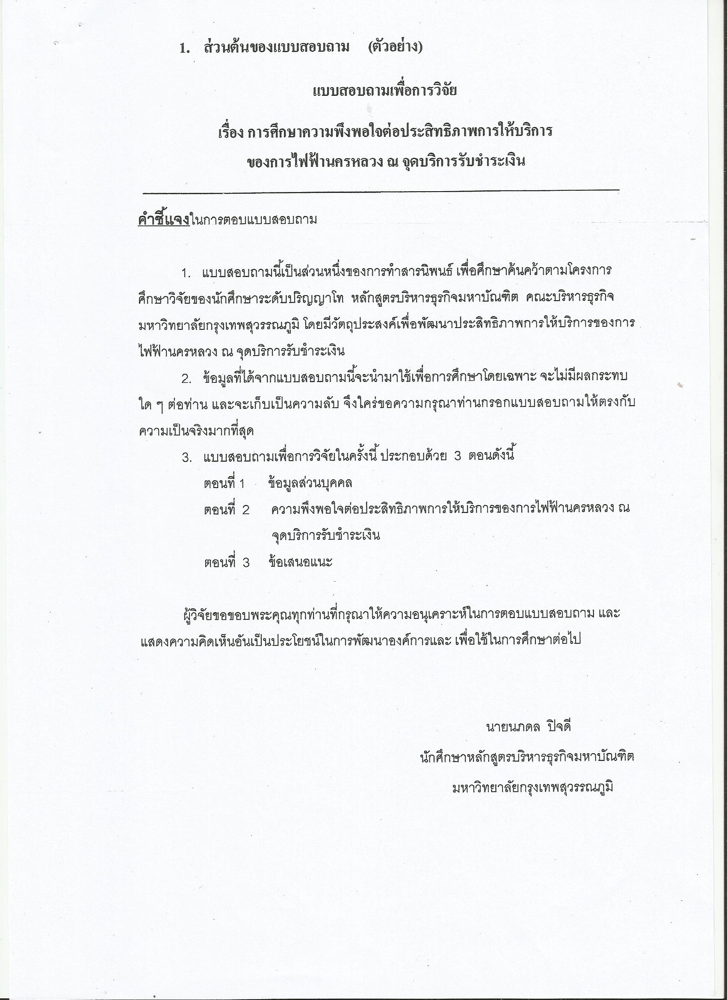 1. ส่วนต้นของแบบสอบถาม (ตัวอย่าง)
แบบสอบถามเพื่อการวิจัย
เรื่อง การศึกษาความพึงพอใจต่อประสิทธิภาพการให้บริการ
ของการไฟฟ้านครหลวง ณ จุดบริการรับชำระเงิน
คำชี้แจงในการตอบแบบสอบถาม
1. แบบสอบถามนี้เป็นส่วนหนึ่งของการทำสารนิพนธ์ เพื่อศึกษาค้นคว้าตามโครงการ
ศึกษาวิจัยของนักศึกษาระดับปริญญาโท หลักสูตรบริหารธุรกิจมหาบัณฑิต คณะบริหารธุรกิจ
มหาวิทยาลัยกรุงเทพสุวรรณภูมิ โดยมีวัตถุประสงค์เพื่อพัฒนาประสิทธิภาพการให้บริการของการ
ไฟฟ้านครหลวง ณ จุดบริการรับชำระเงิน
2. ข้อมูลที่ได้จากแบบสอบถามนี้จะนำมาใช้เพื่อการศึกษาโดยเฉพาะ จะไม่มีผลกระทบ
ใด ๆ ต่อท่าน และจะเก็บเป็นความลับ จึงใคร่ขอความกรุณาท่านกรอกแบบสอบถามให้ตรงกับ
ความเป็นจริงมากที่สุด
3. แบบสอบถามเพื่อการวิจัยในครั้งนี้ ประกอบด้วย 3 ตอนดังนี้
ตอนที่ 1 ข้อมูลส่วนบุคคล
ตอนที่ 2 ความพึงพอใจต่อประสิทธิภาพการให้บริการของการไฟฟ้านครหลวง ณ
จุดบริการรับชำระเงิน
ตอนที่ 3 ข้อเสนอแนะ
ผู้วิจัยขอขอบพระคุณทุกท่านที่กรุณาให้ความอนุเคราะห์ในการตอบแบบสอบถาม และ
แสดงความคิดเห็นอันเป็นประโยชน์ในการพัฒนาองค์การและ เพื่อใช้ในการศึกษาต่อไป
นายนภดล ปิจดี
นักศึกษาหลักสูตรบริหารธุรกิจมหาบัณฑิต
มหาวิทยาลัยกรุงเทพสุวรรณภูมิ